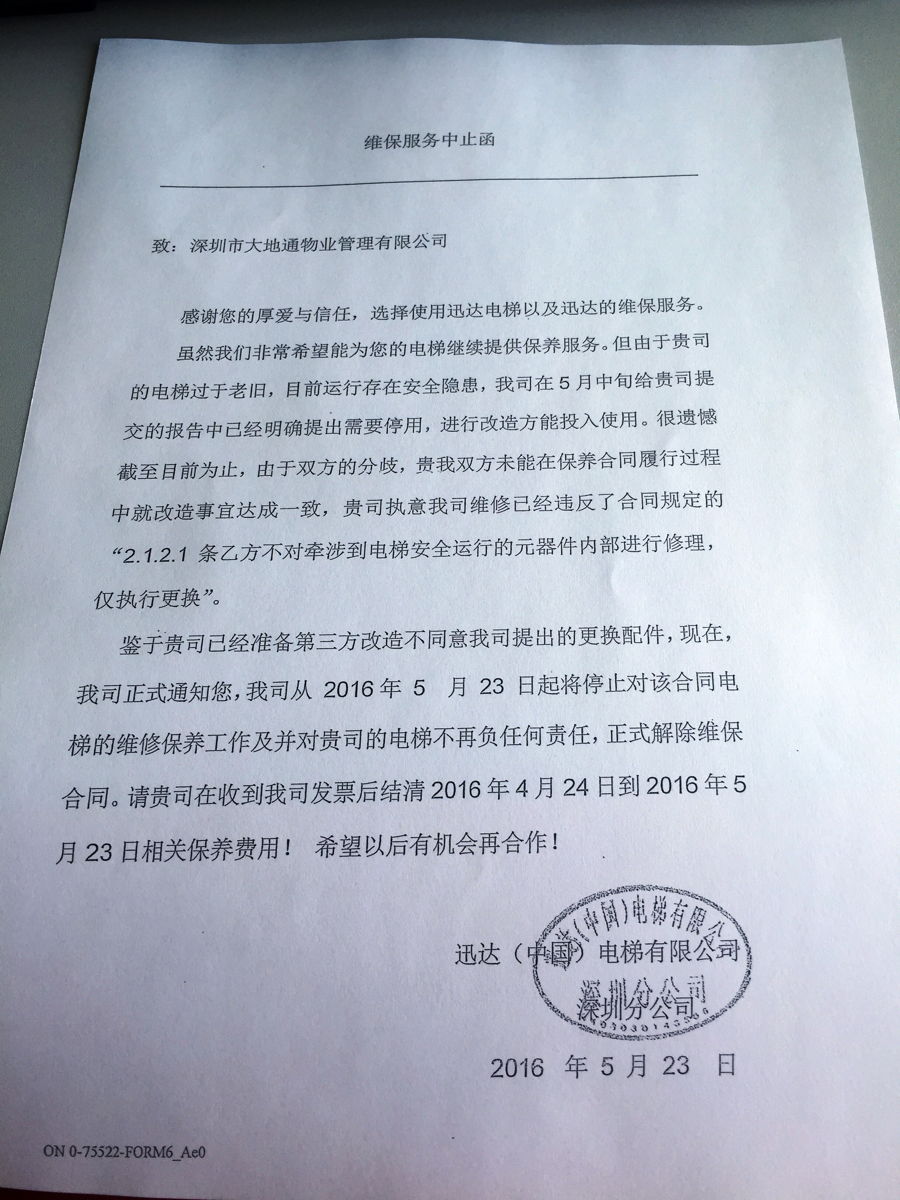 维保服务中止函
致：深圳市大地通物业管理有限公司
感谢您的厚爱与信任，选择使用迅达电梯以及迅达的维保服务。
虽然我们非常希望能为您的电梯继续提供保养服务。但由于贵司
的电梯过于老旧，目前运行存在安全隐患，我司在 5 月中旬给贵司提
交的报告中已经明确提出需要停用，进行改造方能投入使用。很遗憾
截至目前为止，由于双方的分歧，贵我双方未能在保养合同履行过程
中就改造事宜达成一致，贵司执意我司维修已经违反了合同规定的
“2.1.2.1 条乙方不对牵涉到电梯安全运行的元器件内部进行修理，
仅执行更换”。
鉴于贵司已经准备第三方改造不同意我司提出的更换配件，现在，
我司正式通知您，我司从 2016 年 5 月 23 日起将停止对该合同电
梯的维修保养工作及并对贵司的电梯不再负任何责任，正式解除维保
合同。请贵司在收到我司发票后结清 2016 年 4 月 24 日到 2016 年 5
月 23 日相关保养费用！ 希望以后有机会再合作！
迅达（中国）电梯有限公司
深圳分公司
迅达(中国)电梯有限公司
深圳分公司
2016 年 5 月 23 日
ON 0-75522-FORM6_Ae0